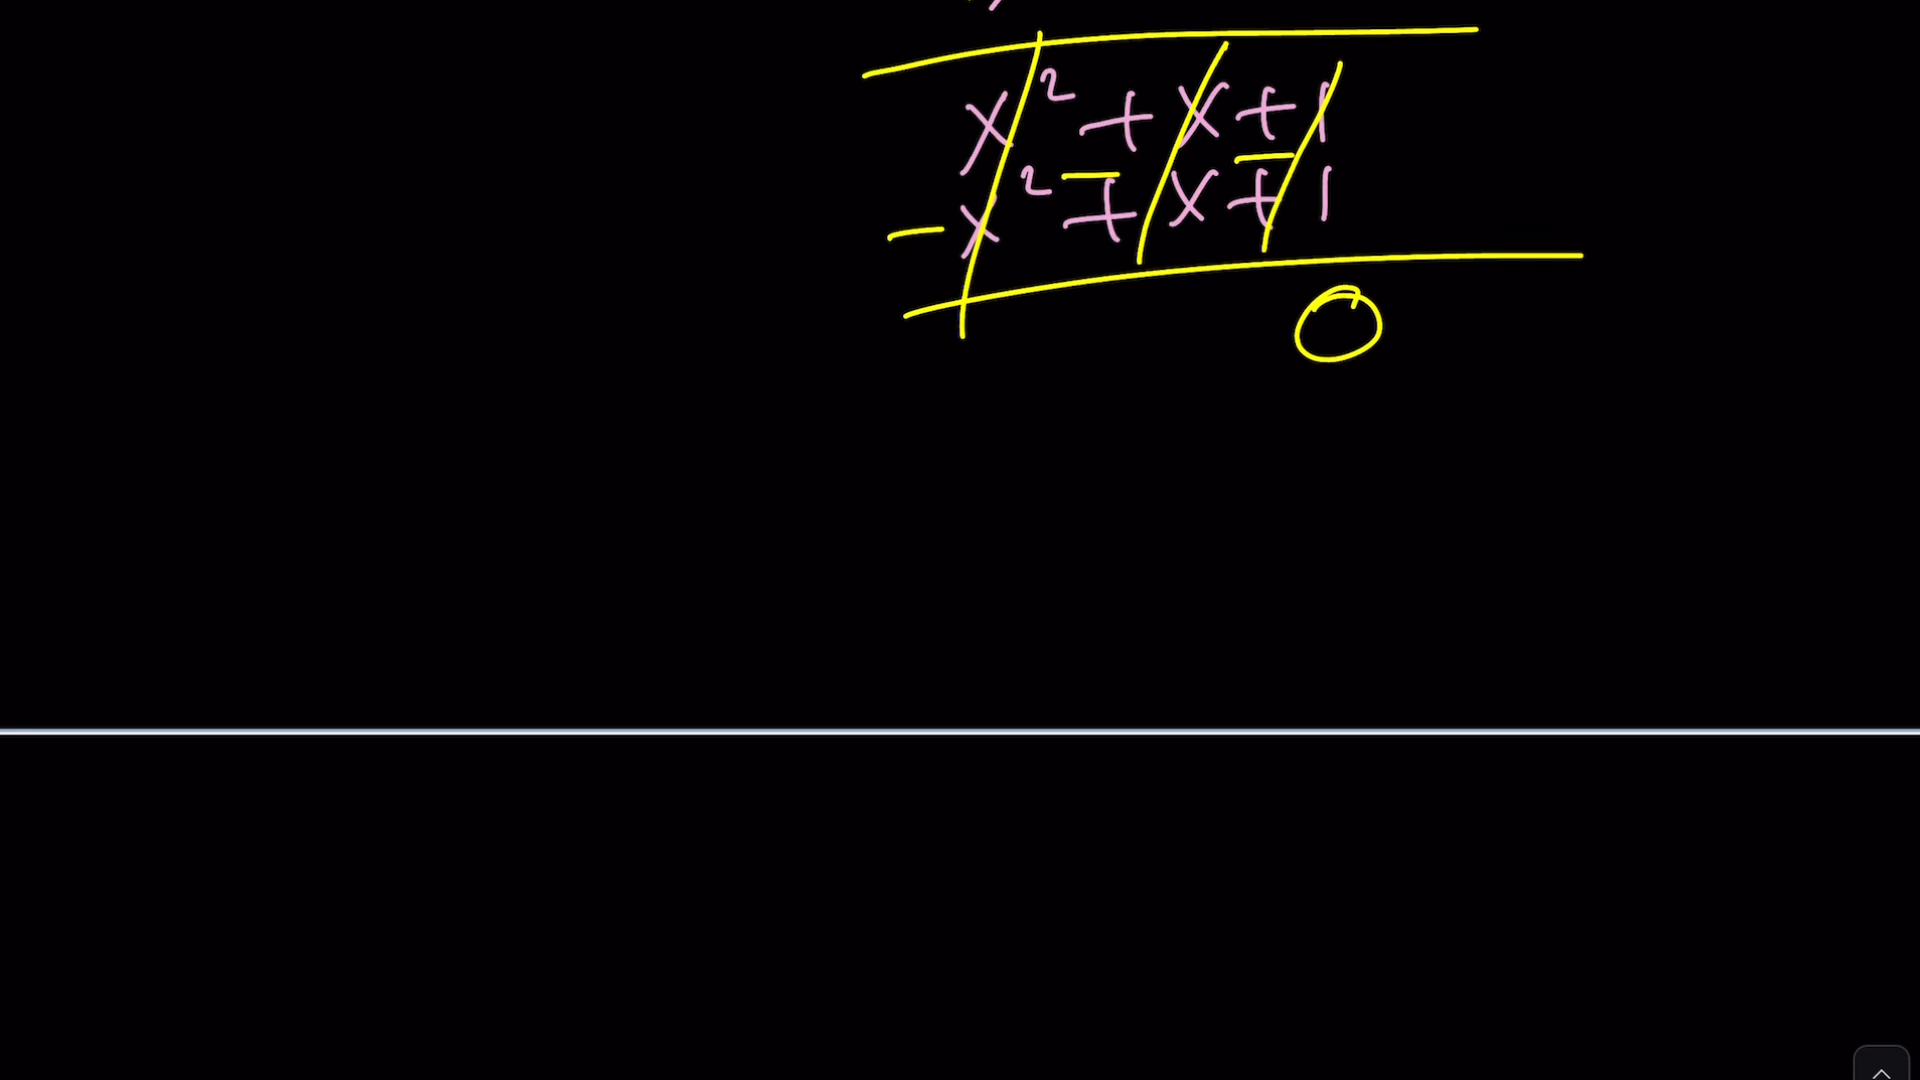 x² + x + 1
- x² ∓ x ∓ 1
0